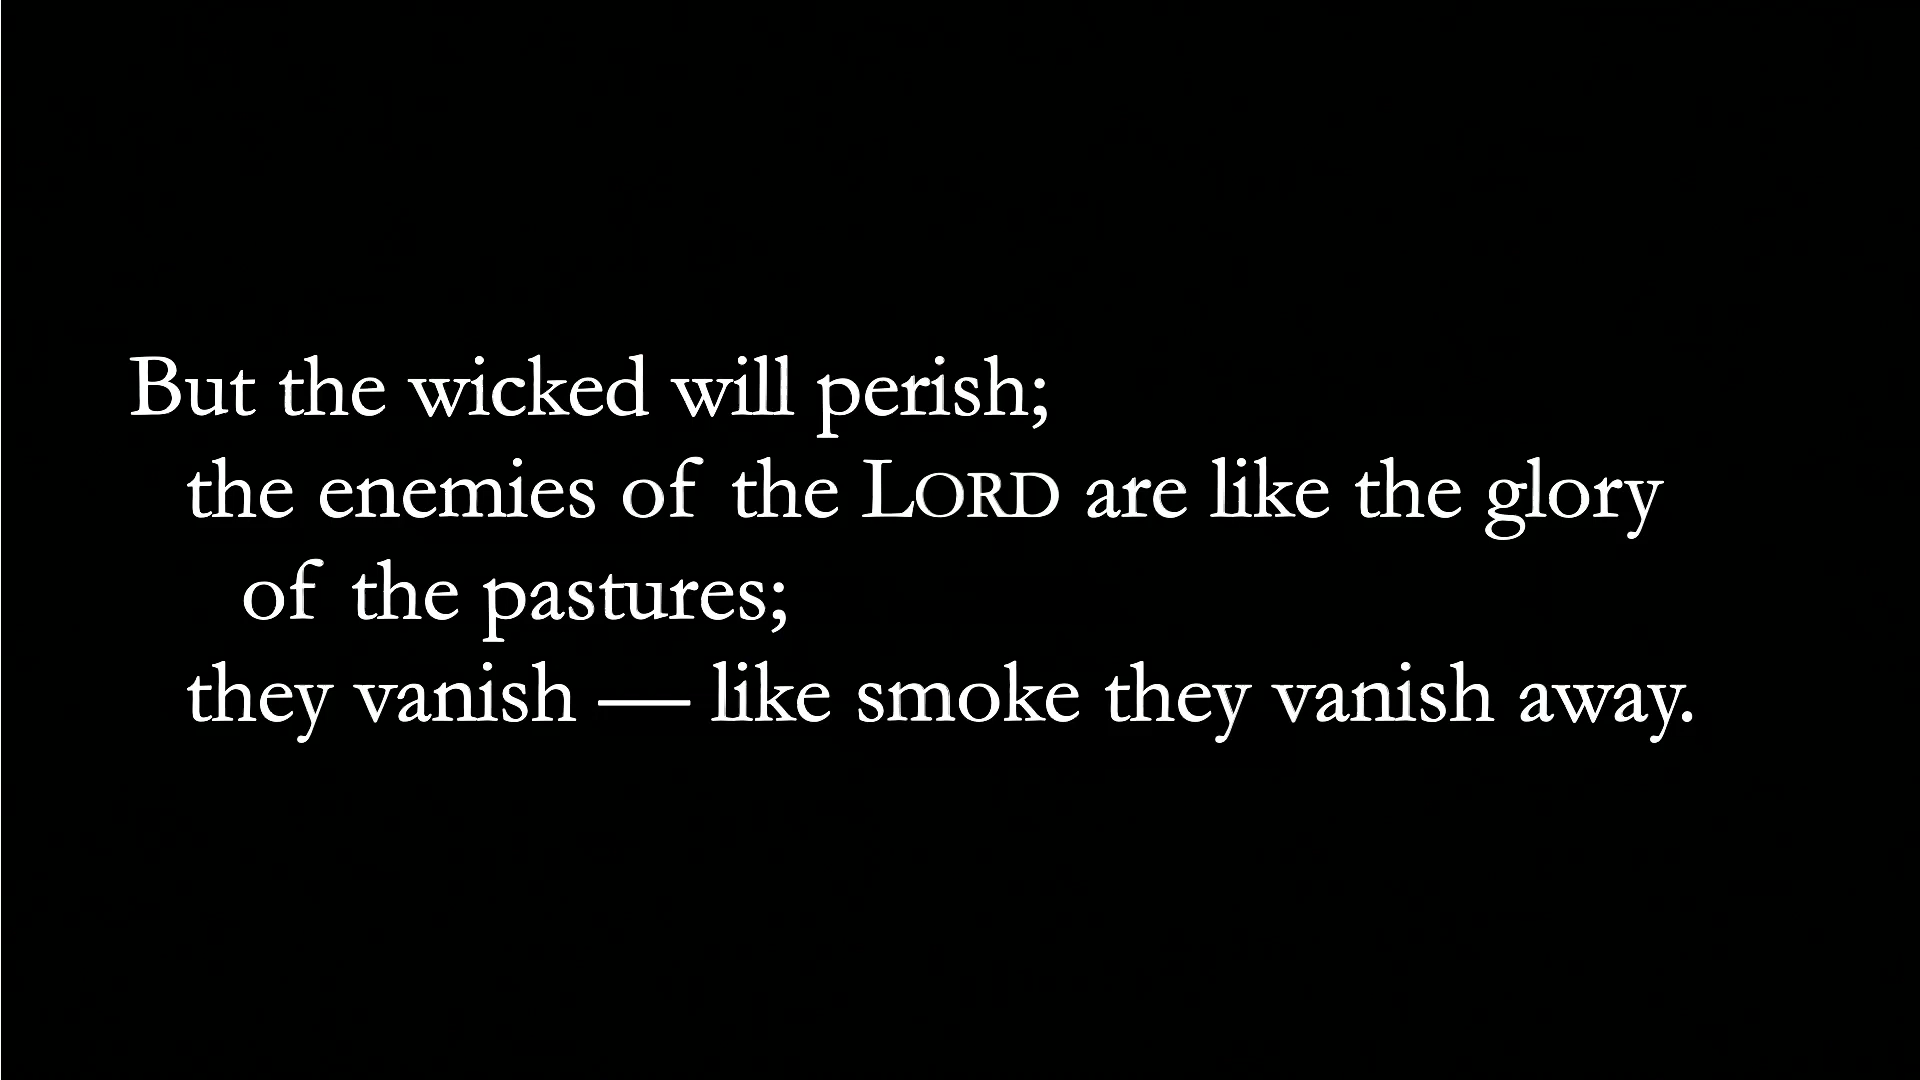 But the wicked will perish;
the enemies of the LORD are like the glory
of the pastures;
they vanish — like smoke they vanish away.